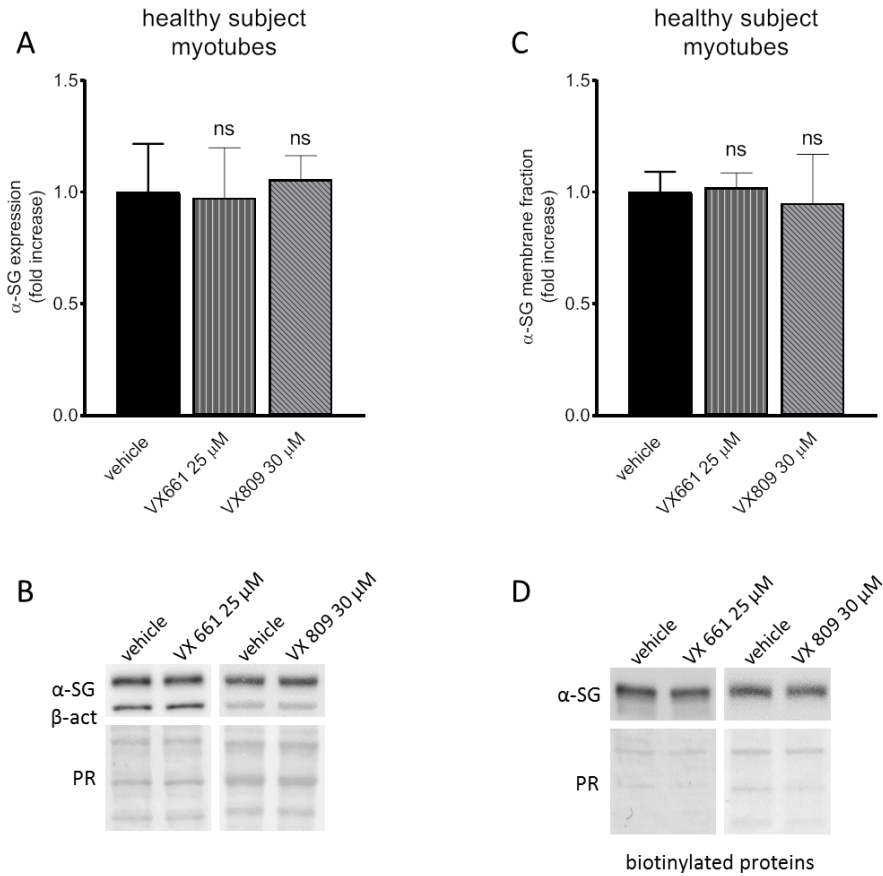 A
healthy subject
myotubes
α-SG expression
(fold increase)
1.5
1.0
0.5
0.0
ns
ns
vehicle
VX661 25 µM
VX809 30 µM
C
healthy subject
myotubes
α-SG membrane fraction
(fold increase)
1.5
1.0
0.5
0.0
ns
ns
vehicle
VX661 25 µM
VX809 30 µM
B
vehicle
VX 661 25 µM
vehicle
VX 809 30 µM
α-SG
β-act
PR
D
vehicle
VX 661 25 µM
vehicle
VX 809 30 µM
α-SG
PR
biotinylated proteins